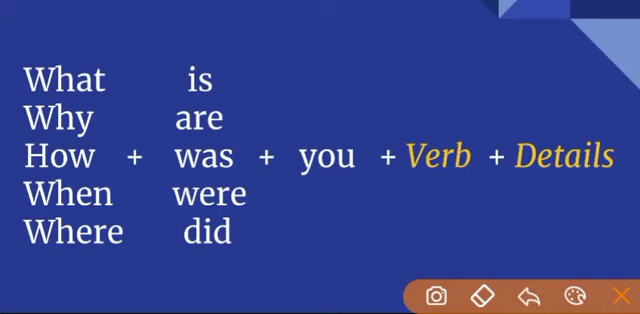 What is
Why are
How + was + you + Verb + Details
When were
Where did